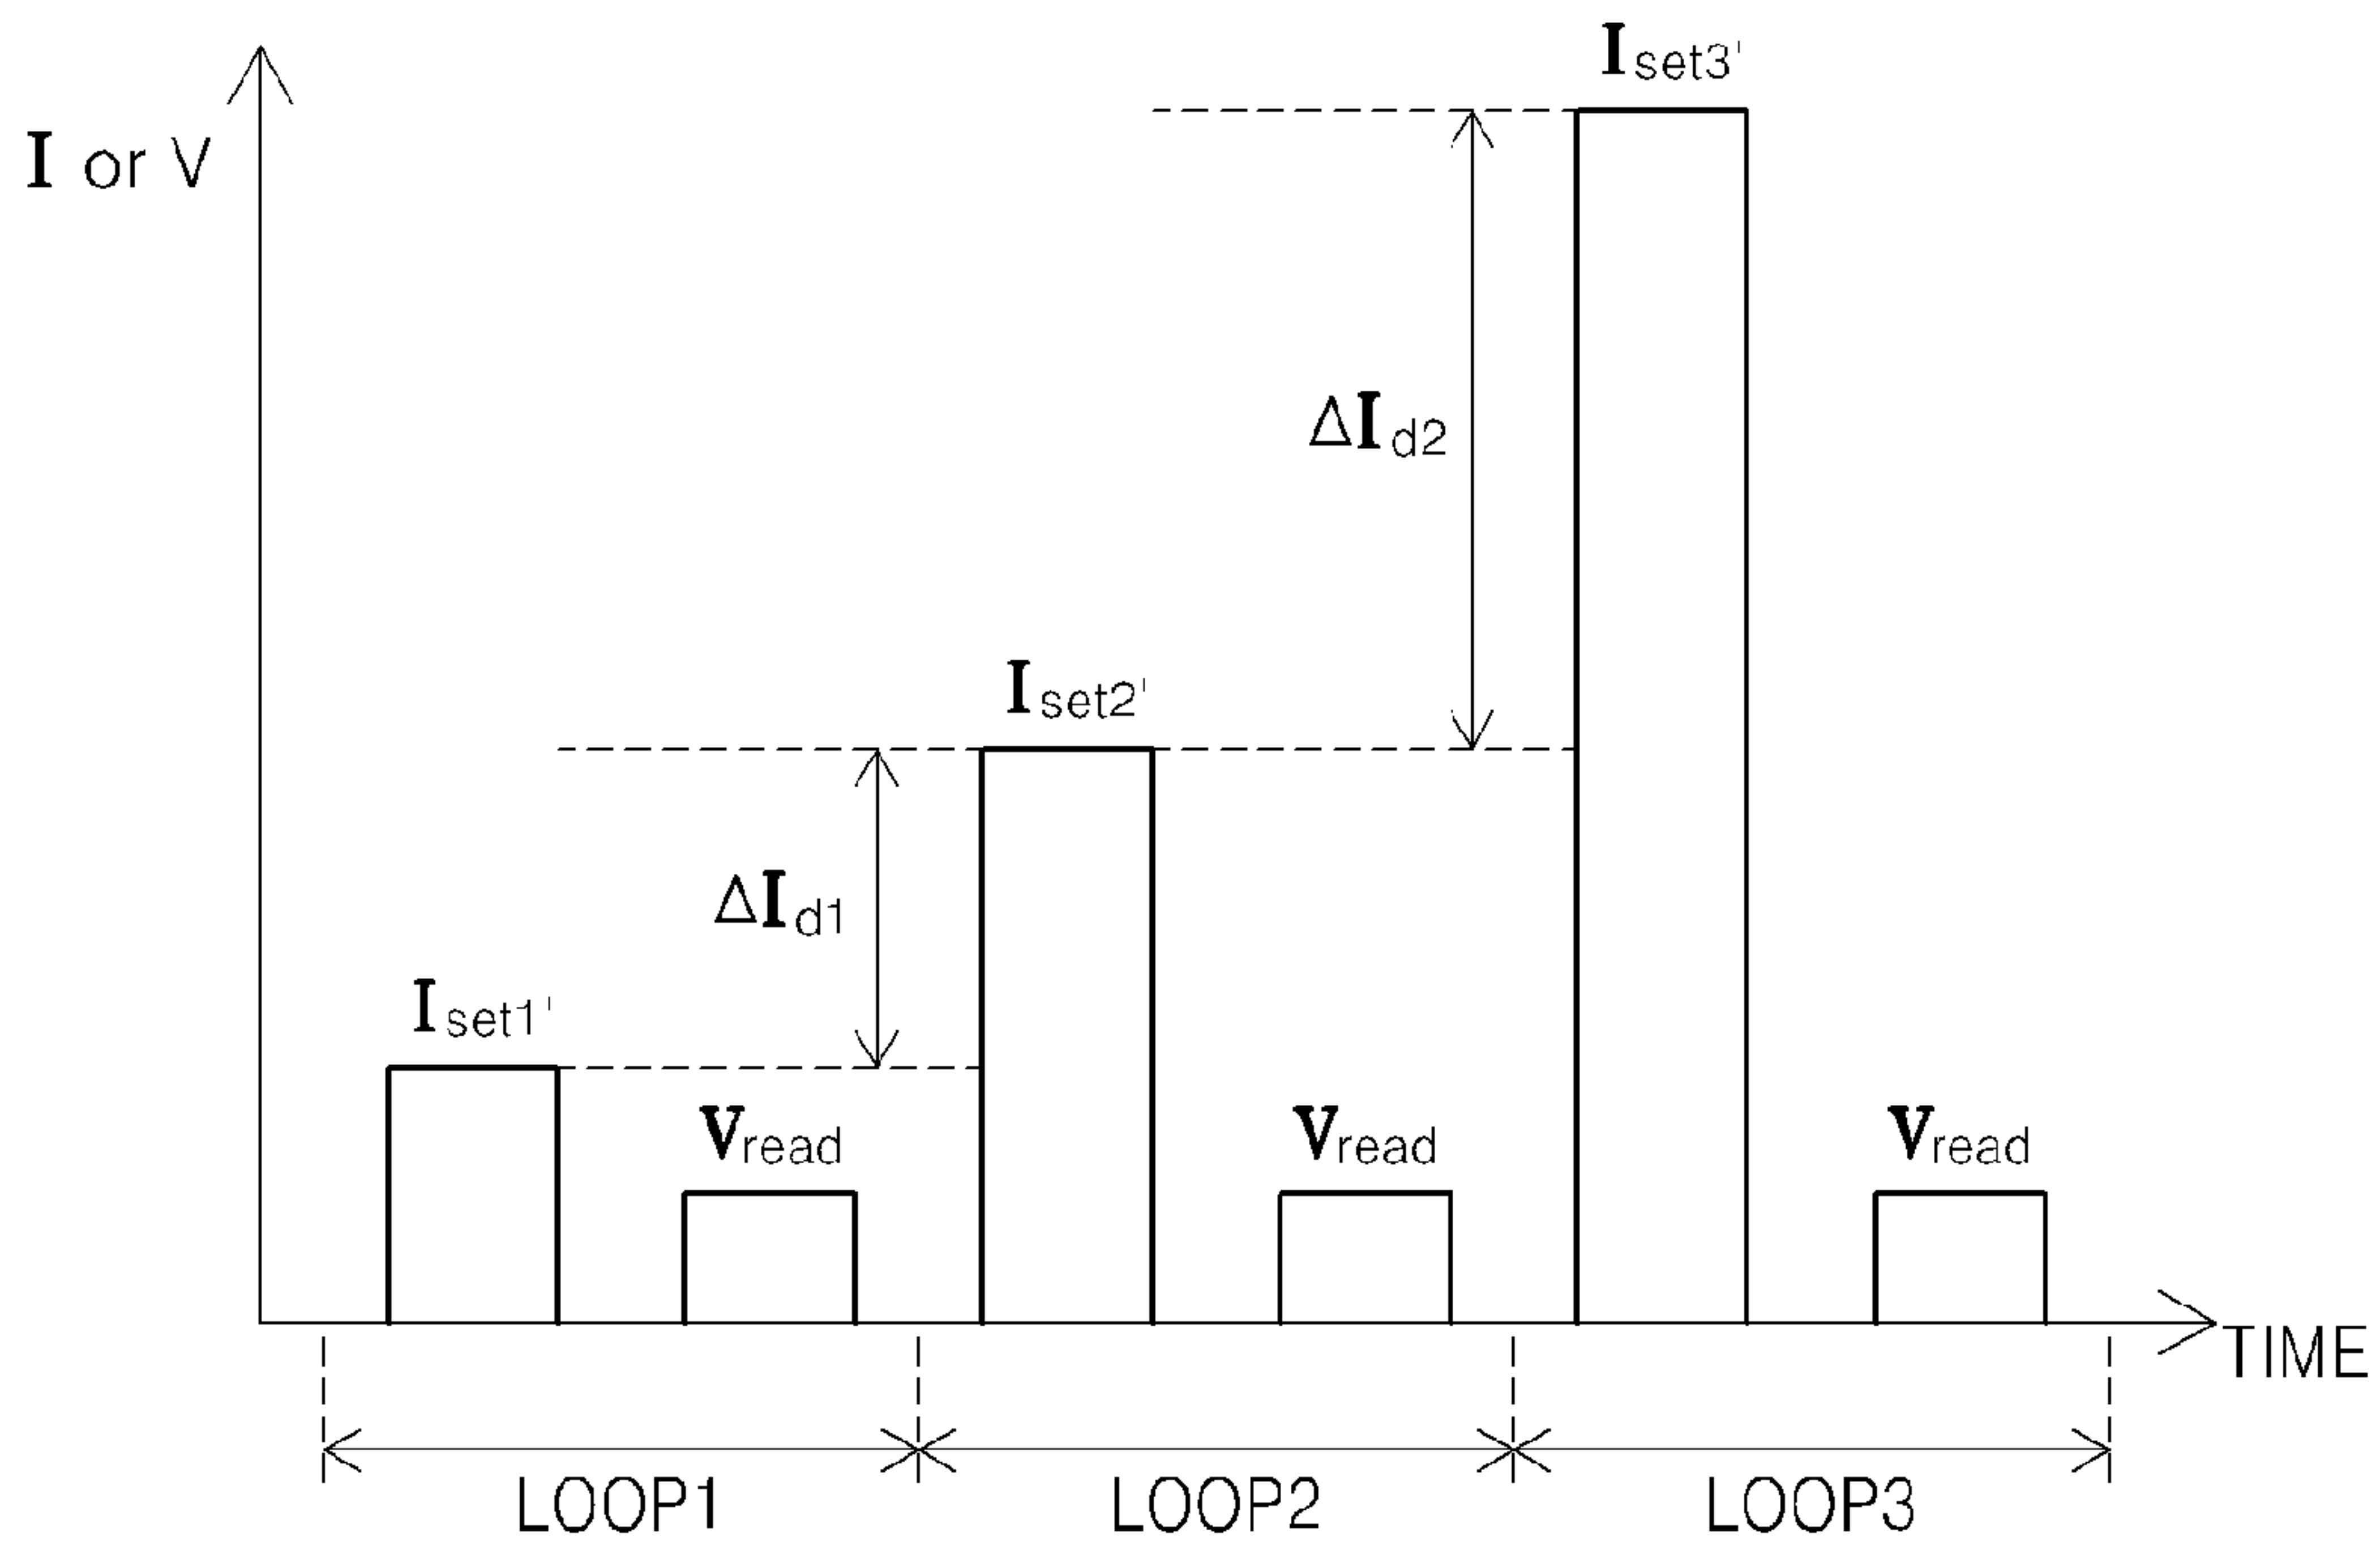 Iset3'
I or V
ΔId2
Iset2'
ΔId1
Iset1'
Vread
Vread
Vread
TIME
LOOP1
LOOP2
LOOP3